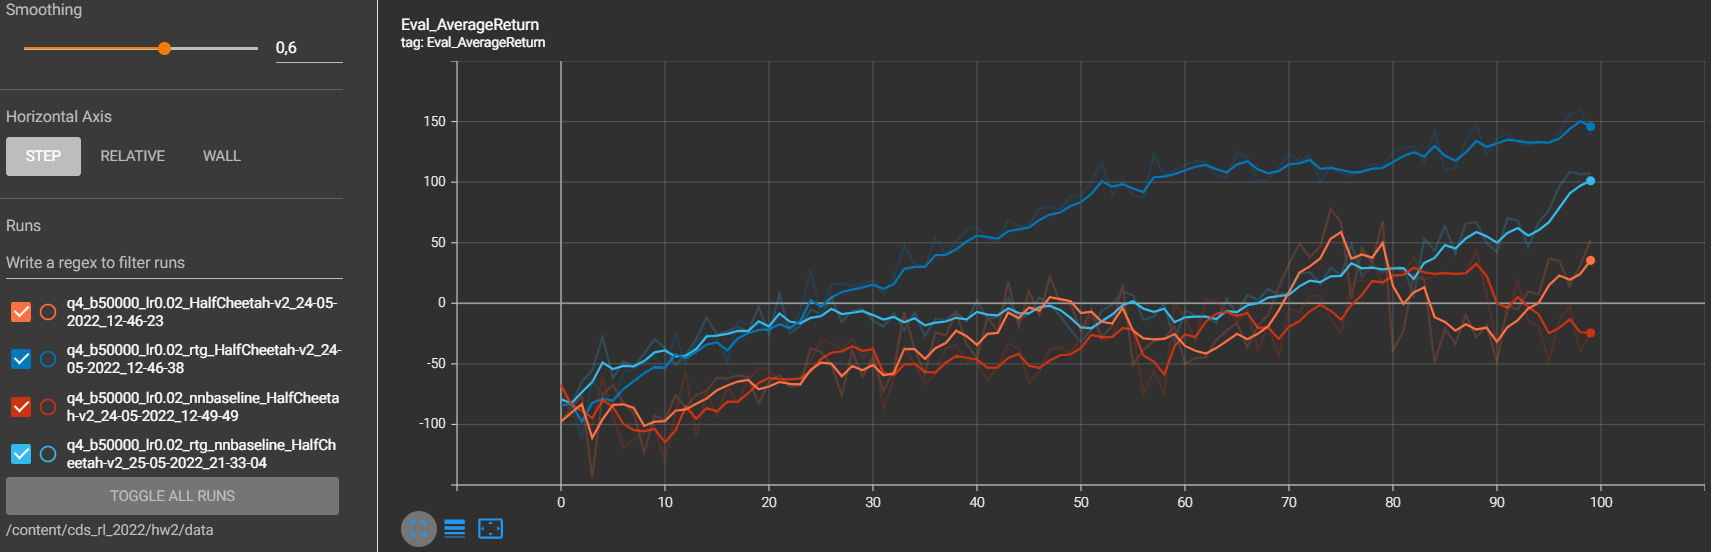 Smoothing
0,6
Horizontal Axis
STEP RELATIVE WALL
Runs
Write a regex to filter runs
q4_b50000_lr0.02_HalfCheetah-v2_24-05-
2022_12-46-23
q4_b50000_lr0.02_rtg_HalfCheetah-v2_24-
05-2022_12-46-38
q4_b50000_lr0.02_nnbaseline_HalfCheeta
h-v2_24-05-2022_12-49-49
q4_b50000_lr0.02_rtg_nnbaseline_HalfCh
eetah-v2_25-05-2022_21-33-04
TOGGLE ALL RUNS
/content/cds_rl_2022/hw2/data
Eval_AverageReturn
tag: Eval_AverageReturn
150
100
50
0
-50
-100
0 10 20 30 40 50 60 70 80 90 100